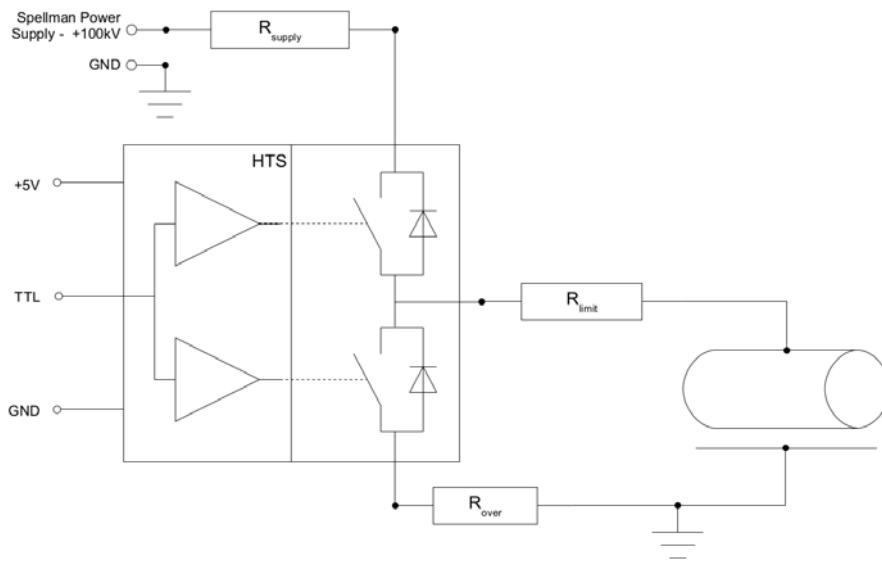 Spellman Power
Supply - +100kV
R supply
GND
HTS
+5V
TTL
R limit
GND
R over